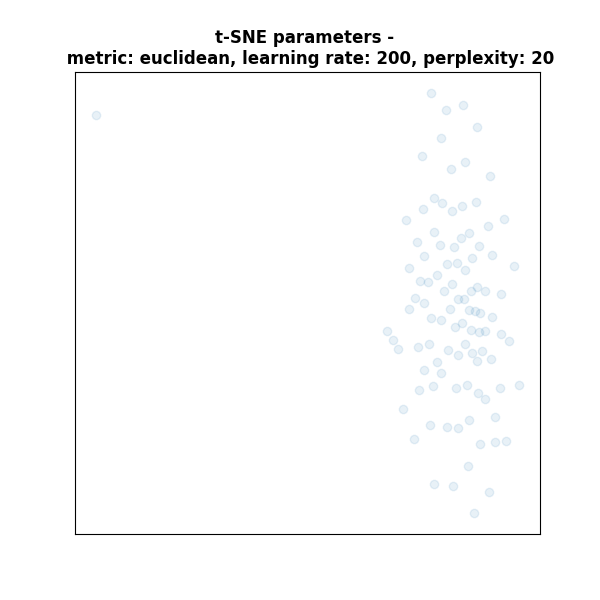 t-SNE parameters -
metric: euclidean, learning rate: 200, perplexity: 20